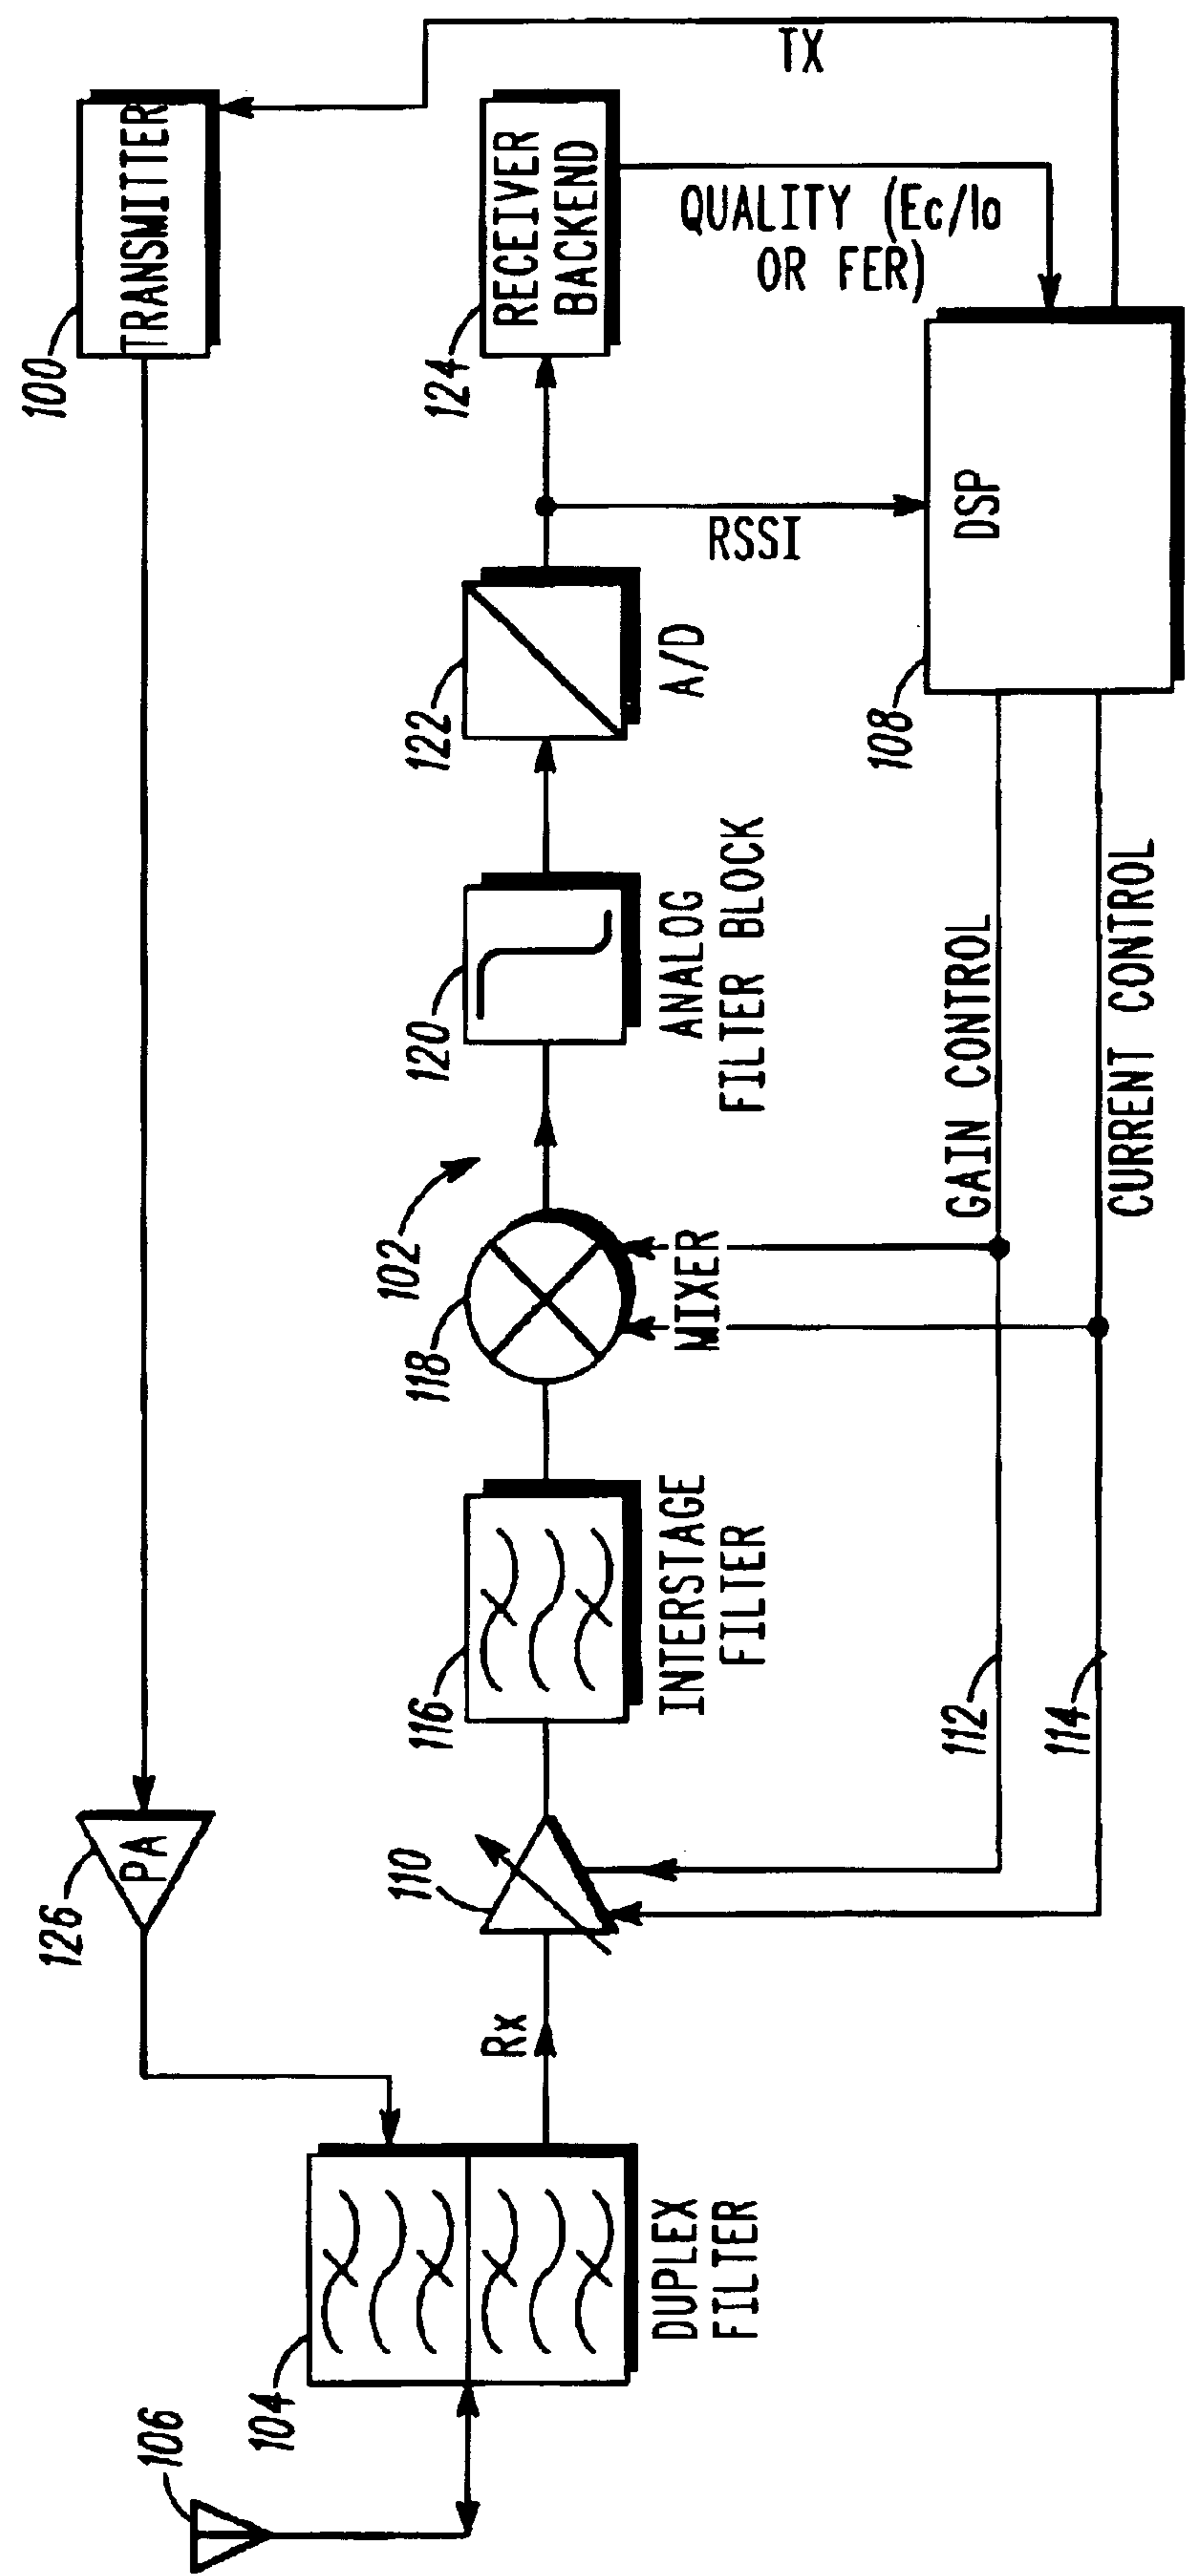 106
104
DUPLEX
FILTER
126
PA
Rx
110
116
INTERSTAGE
FILTER
118
102
MIXER
120
ANALOG
FILTER BLOCK
122
A/D
RSSI
100
TRANSMITTER
124
RECEIVER
BACKEND
QUALITY (Ec/Io
OR FER)
TX
108
DSP
112
GAIN CONTROL
114
CURRENT CONTROL